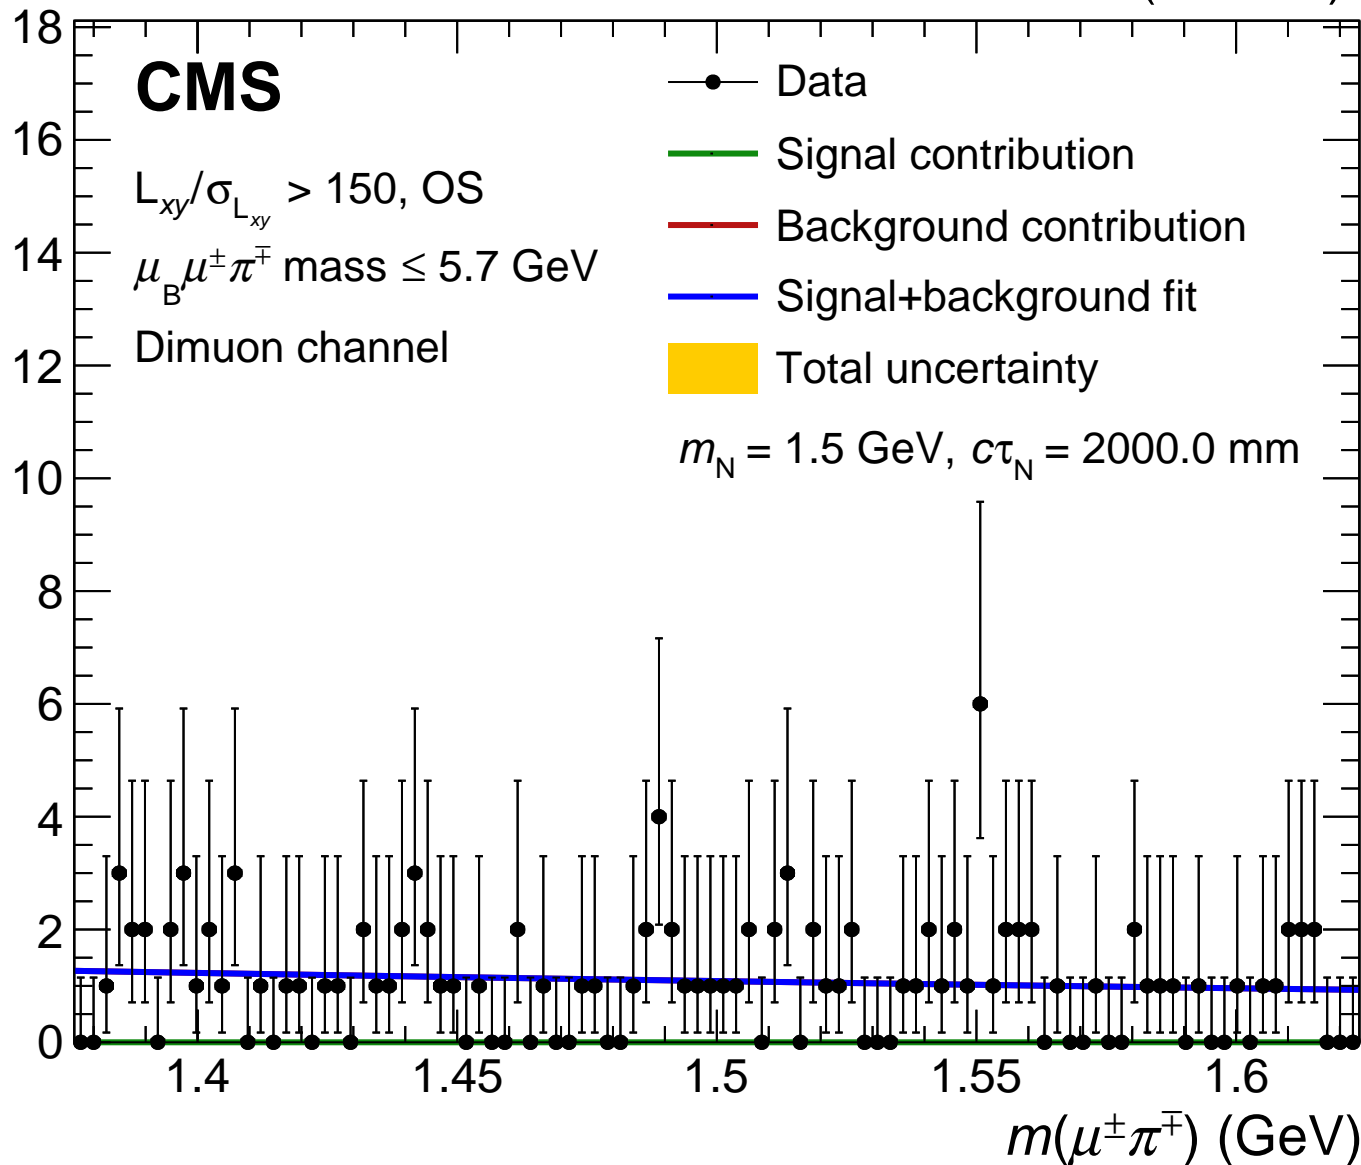 18
16
14
12
10
8
6
4
2
0
CMS
L_xy/σ_L_xy > 150, OS
μ_B μ^± π^∓ mass ≤ 5.7 GeV
Dimuon channel
Data
Signal contribution
Background contribution
Signal+background fit
Total uncertainty
m_N = 1.5 GeV, cτ_N = 2000.0 mm
1.4 1.45 1.5 1.55 1.6
m(μ^± π^∓) (GeV)